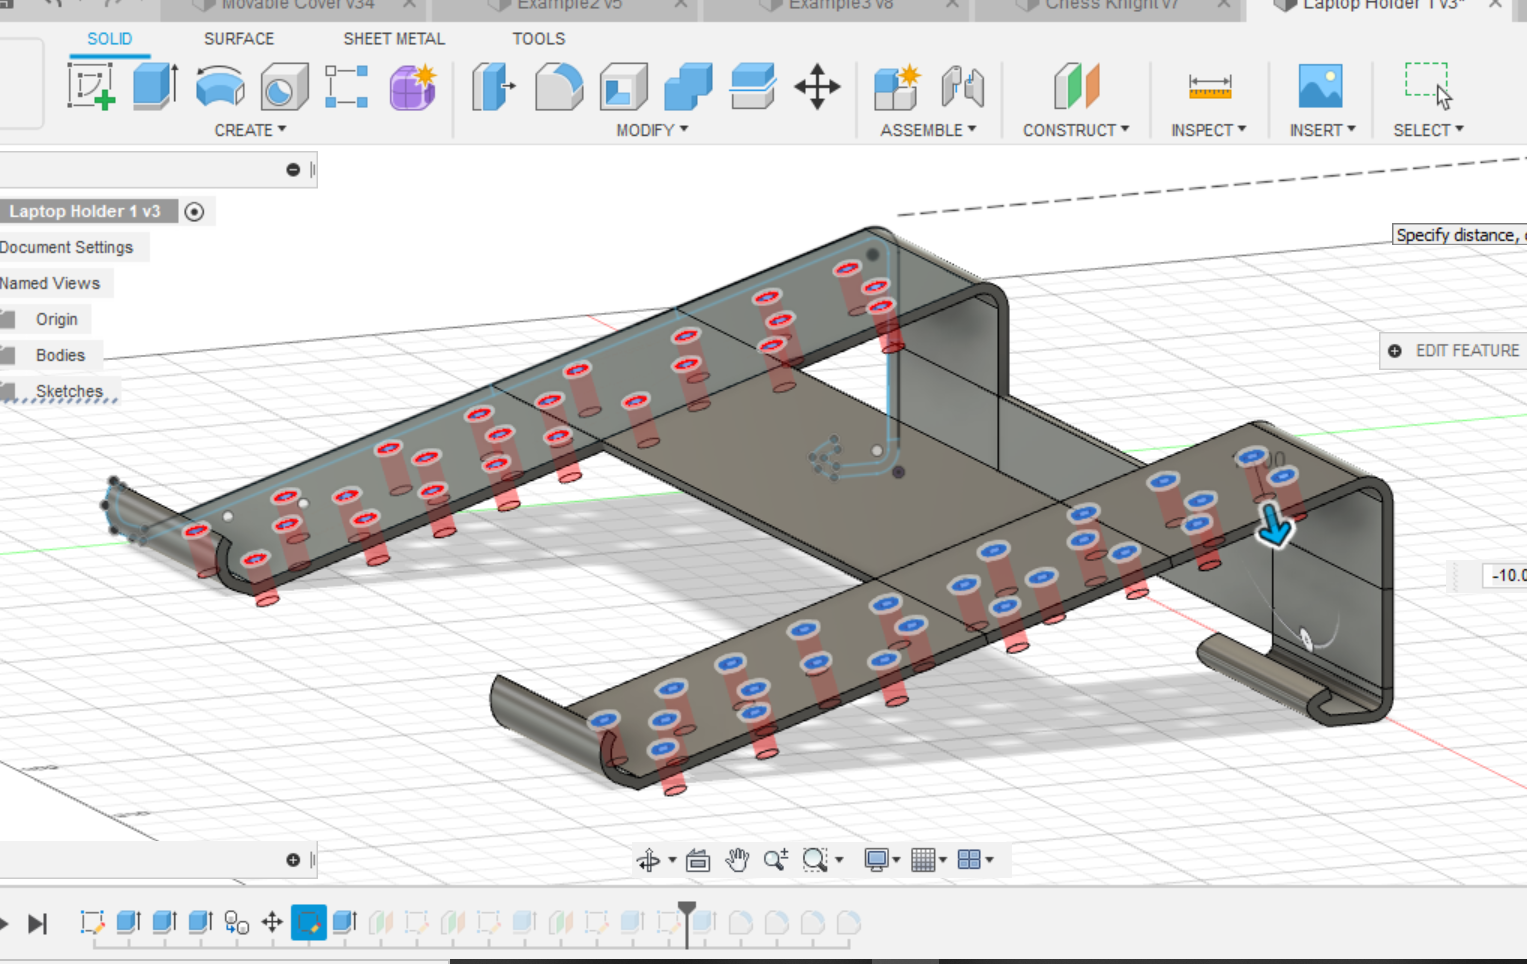 Movable Cover v34
Example2 v5
Example3 v8
Chess Knight v7
Laptop Holder 1 v3*
SOLID
SURFACE
SHEET METAL
TOOLS
CREATE
MODIFY
ASSEMBLE
CONSTRUCT
INSPECT
INSERT
SELECT
Laptop Holder 1 v3
Document Settings
Named Views
Origin
Bodies
Sketches
Specify distance,
EDIT FEATURE
-10.0